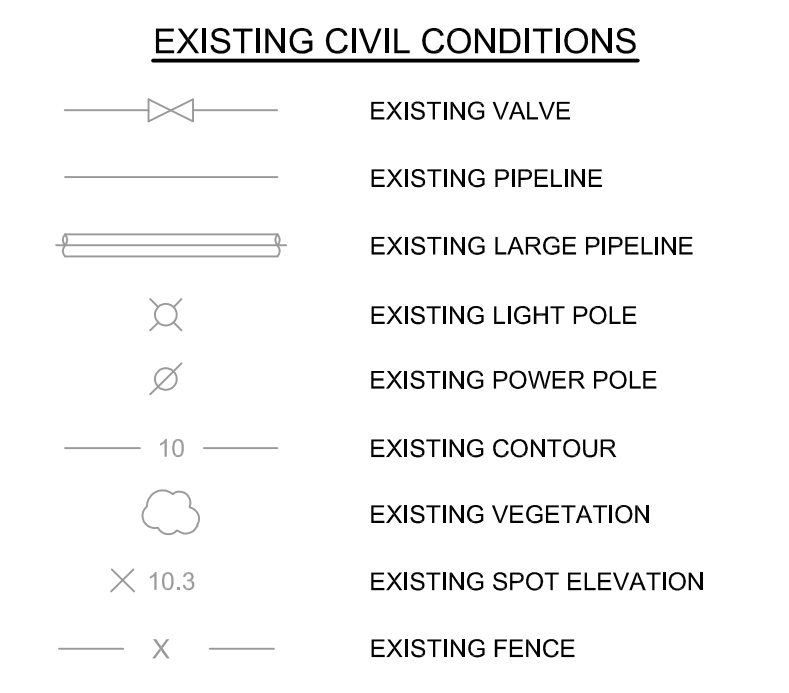 EXISTING CIVIL CONDITIONS
EXISTING VALVE
EXISTING PIPELINE
EXISTING LARGE PIPELINE
EXISTING LIGHT POLE
EXISTING POWER POLE
10 EXISTING CONTOUR
EXISTING VEGETATION
10.3 EXISTING SPOT ELEVATION
X EXISTING FENCE